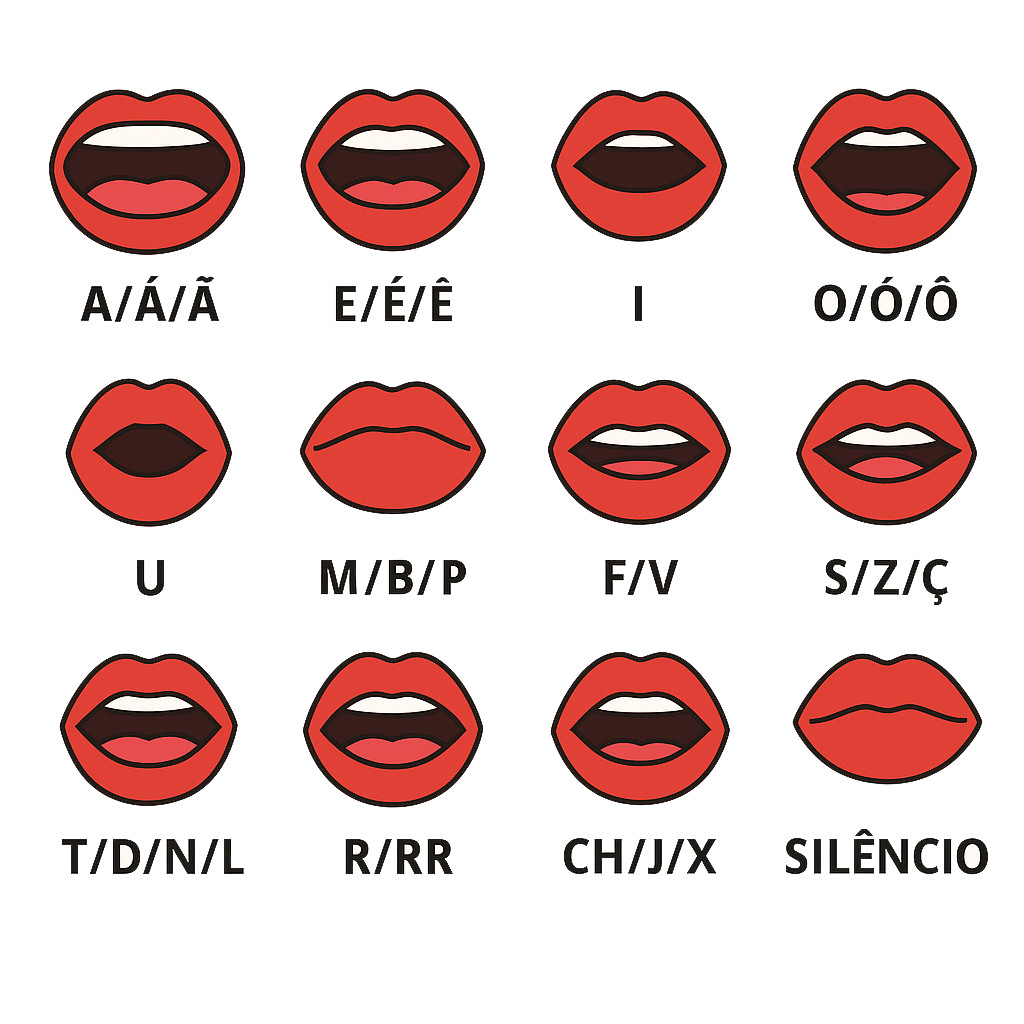 A/Á/Ã E/É/Ê I O/Ó/Ô
U M/B/P F/V S/Z/Ç
T/D/N/L R/RR CH/J/X SILÊNCIO